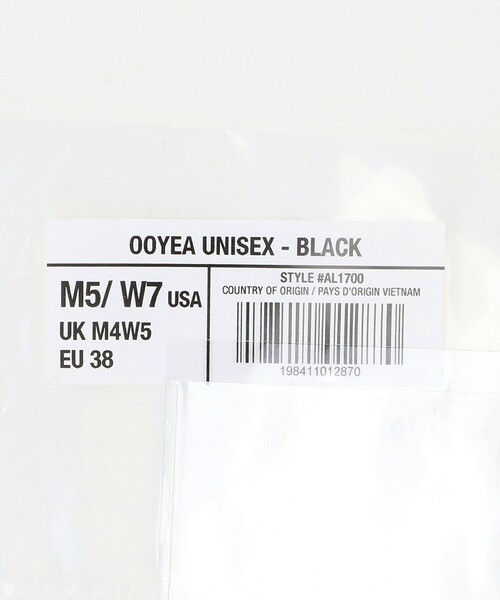 OOYEA UNISEX - BLACK
M5/ W7 USA
UK M4W5
EU 38
STYLE #AL1700
COUNTRY OF ORIGIN / PAYS D'ORIGIN VIETNAM
198411012870